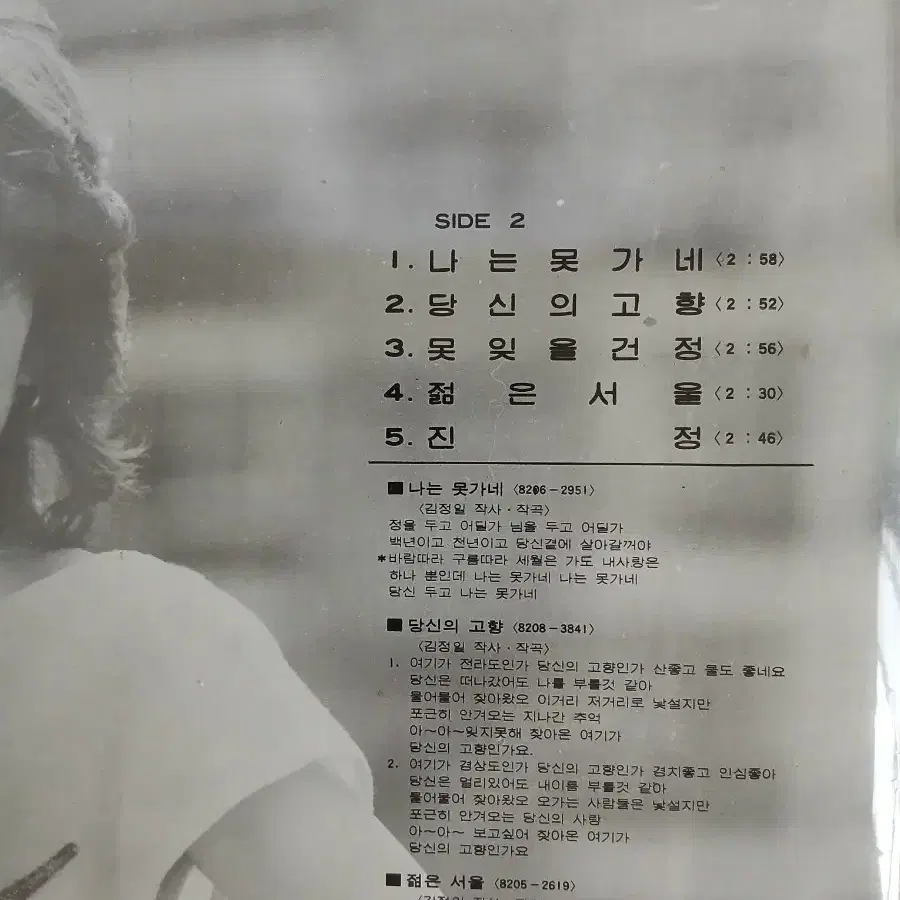 SIDE 2
1. 나 는 못 가 네 〈2 : 58〉
2. 당 신 의 고 향 〈2 : 52〉
3. 못 잊 을 건 정 〈2 : 56〉
4. 젊 은 서 울 〈2 : 30〉
5. 진 정 〈2 : 46〉
■ 나는 못가네 〈8206-2951〉
〈김정일 작사·작곡〉
정을 두고 어딜가 님을 두고 어딜가
백년이고 천년이고 당신곁에 살아갈꺼야
*바람따라 구름따라 세월은 가도 내사랑은
하나 뿐인데 나는 못가네 나는 못가네
당신 두고 나는 못가네
■ 당신의 고향 〈8208-3841〉
〈김정일 작사·작곡〉
1. 여기가 전라도인가 당신의 고향인가 산좋고 물도 좋네요
당신은 떠나갔어도 나를 부를것 같아
물어물어 찾아왔오 이거리 저거리로 낯설지만
포근히 안겨오는 지나간 추억
아~아~잊지못해 찾아온 여기가
당신의 고향인가요.
2. 여기가 경상도인가 당신의 고향인가 경치좋고 인심좋아
당신은 멀리있어도 내이름 부를것 같아
물어물어 찾아왔오 오가는 사람들은 낯설지만
포근히 안겨오는 당신의 사랑
아~아~ 보고싶어 찾아온 여기가
당신의 고향인가요
■ 젊은 서울 〈8205-2619〉